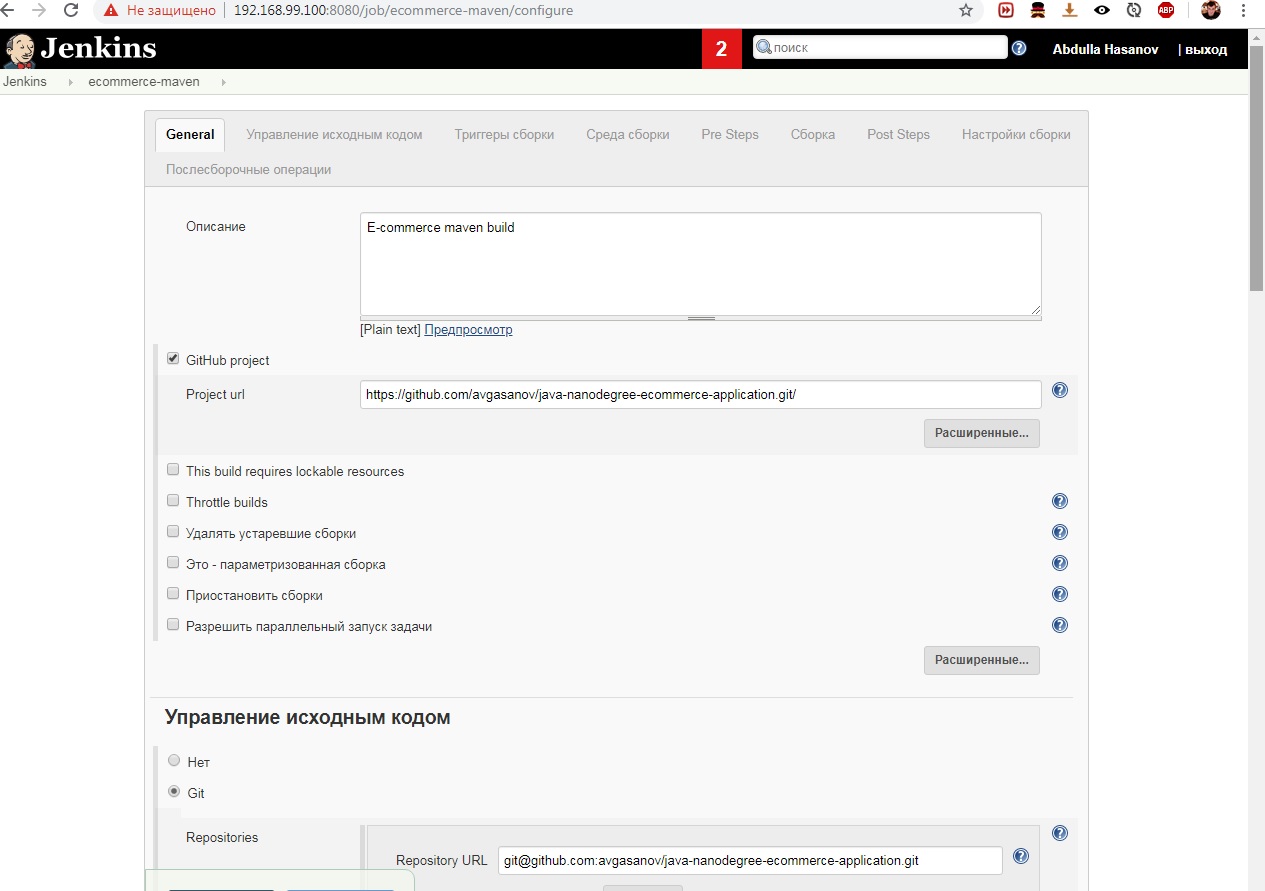 Не защищено 192.168.99.100:8080/job/ecommerce-maven/configure
ABP
Jenkins 2 поиск Abdulla Hasanov | выход
Jenkins ecommerce-maven
General Управление исходным кодом Триггеры сборки Среда сборки Pre Steps Сборка Post Steps Настройки сборки
Послесборочные операции
Описание E-commerce maven build
[Plain text] Предпросмотр
GitHub project
Project url https://github.com/avgasanov/java-nanodegree-ecommerce-application.git/
Расширенные...
This build requires lockable resources
Throttle builds
Удалять устаревшие сборки
Это - параметризованная сборка
Приостановить сборки
Разрешить параллельный запуск задачи
Расширенные...
Управление исходным кодом
Нет
Git
Repositories
Repository URL git@github.com:avgasanov/java-nanodegree-ecommerce-application.git